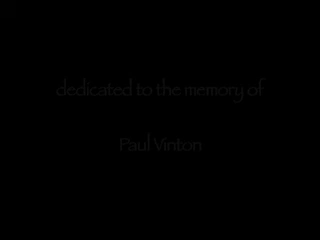 dedicated to the memory of
Paul Vinton